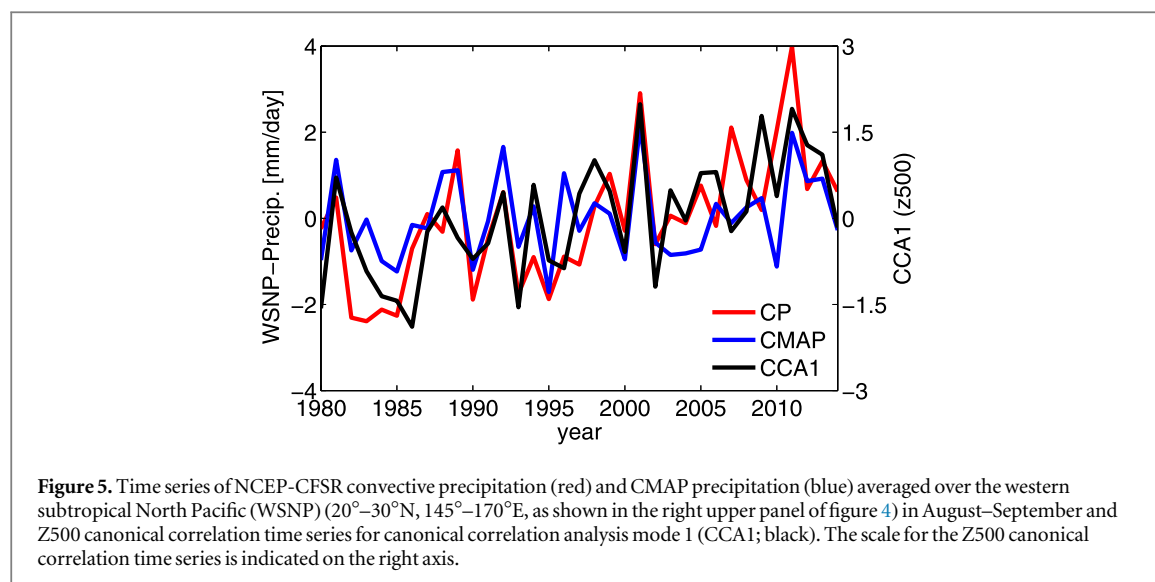 4
2
0
−2
−4
WSNP−Precip. [mm/day]
3
1.5
0
−1.5
−3
CCA1 (z500)
CP
CMAP
CCA1
1980 1985 1990 1995 2000 2005 2010
year
Figure 5. Time series of NCEP-CFSR convective precipitation (red) and CMAP precipitation (blue) averaged over the western
subtropical North Pacific (WSNP) (20°–30°N, 145°–170°E, as shown in the right upper panel of figure 4) in August–September and
Z500 canonical correlation time series for canonical correlation analysis mode 1 (CCA1; black). The scale for the Z500 canonical
correlation time series is indicated on the right axis.